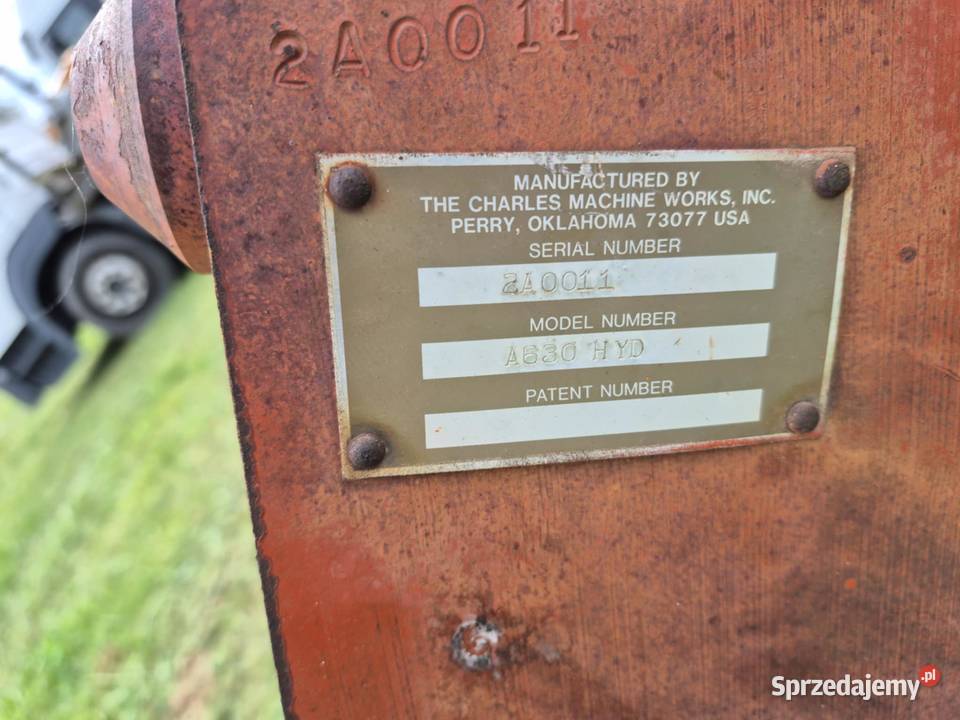 2A0011
MANUFACTURED BY
THE CHARLES MACHINE WORKS, INC.
PERRY, OKLAHOMA 73077 USA
SERIAL NUMBER
2A0011
MODEL NUMBER
A630 HYD
PATENT NUMBER
Sprzedajemy.pl